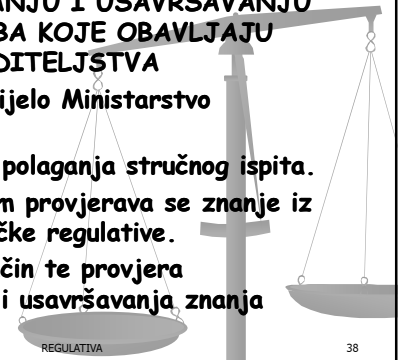 ANJU I USAVRŠAVANJU
BA KOJE OBAVLJAJU
DITELJSTVA
ijelo Ministarstvo
polaganja stručnog ispita.
m provjerava se znanje iz
čke regulative.
čin te provjera
i usavršavanja znanja
REGULATIVA 38